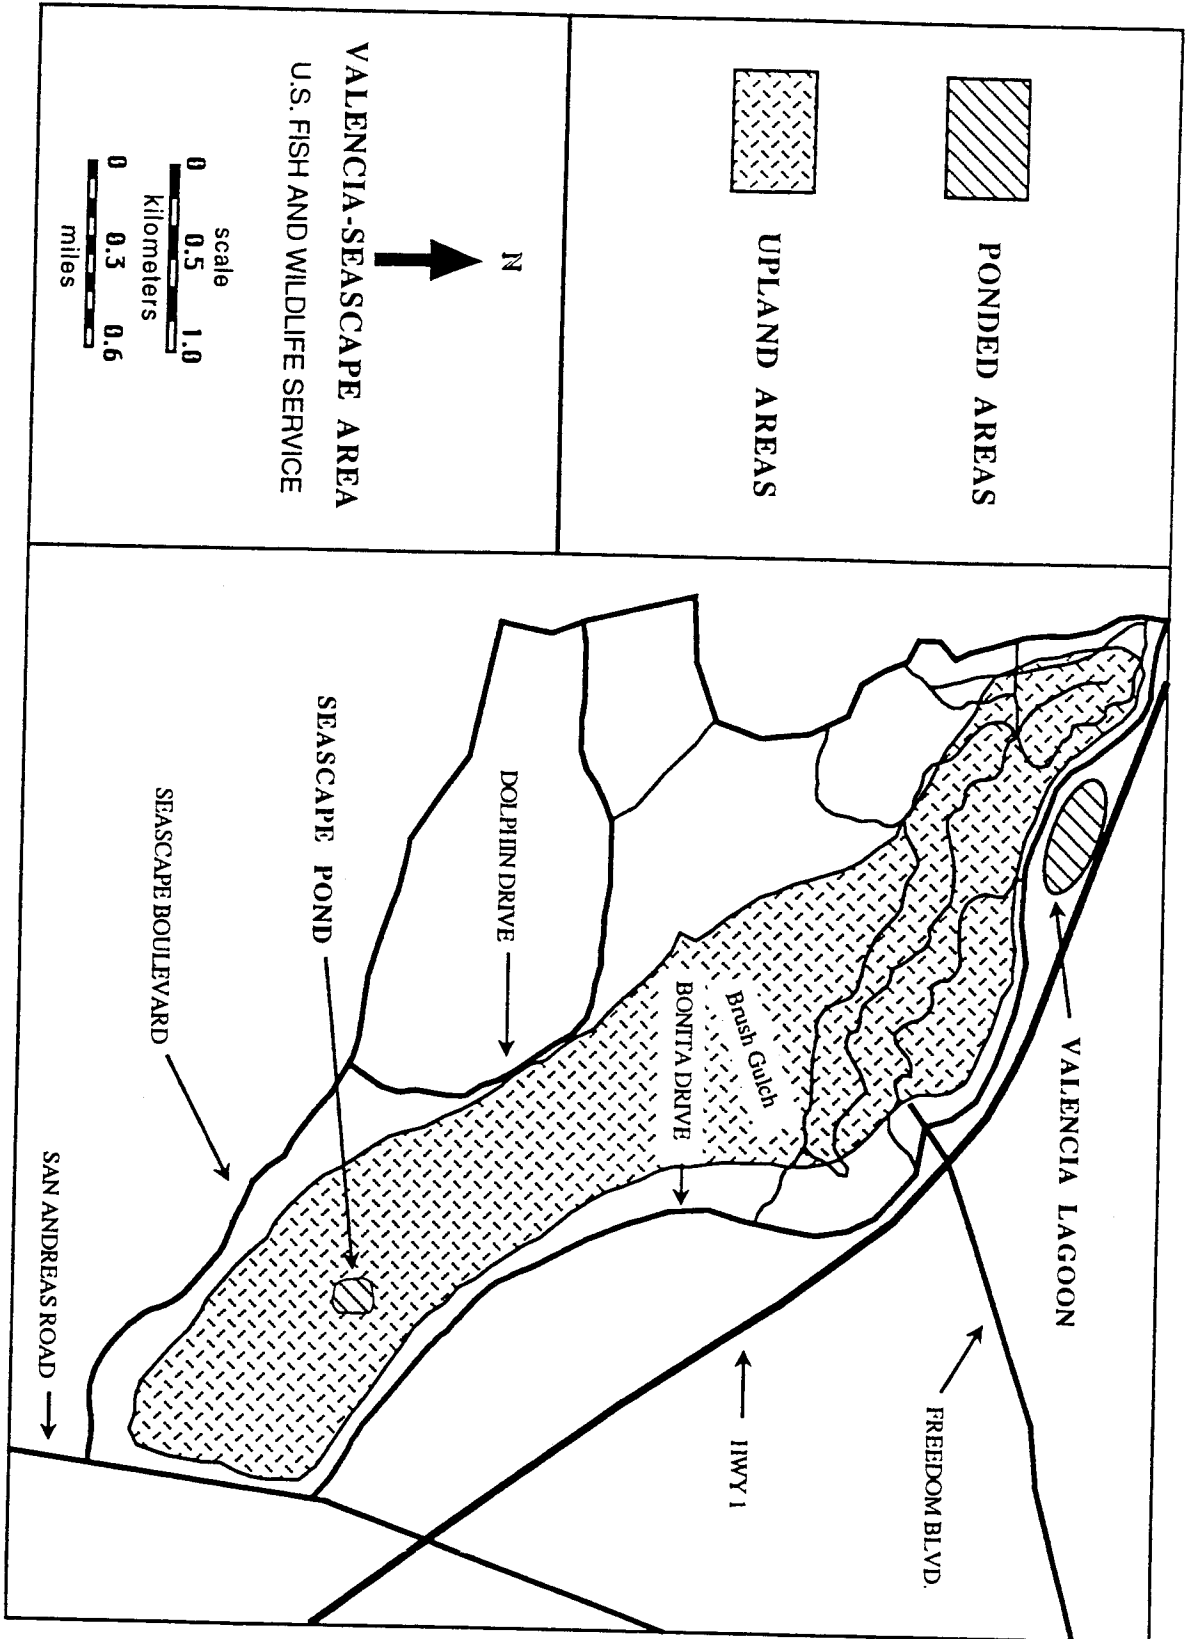 PONDED AREAS
UPLAND AREAS
N
VALENCIA-SEASCAPE AREA
U.S. FISH AND WILDLIFE SERVICE
scale
0 0.5 1.0
kilometers
0 0.3 0.6
miles
VALENCIA LAGOON
FREEDOM BLVD.
HWY 1
Brush Gulch
BONITA DRIVE
DOLPHIN DRIVE
SEASCAPE POND
SEASCAPE BOULEVARD
SAN ANDREAS ROAD